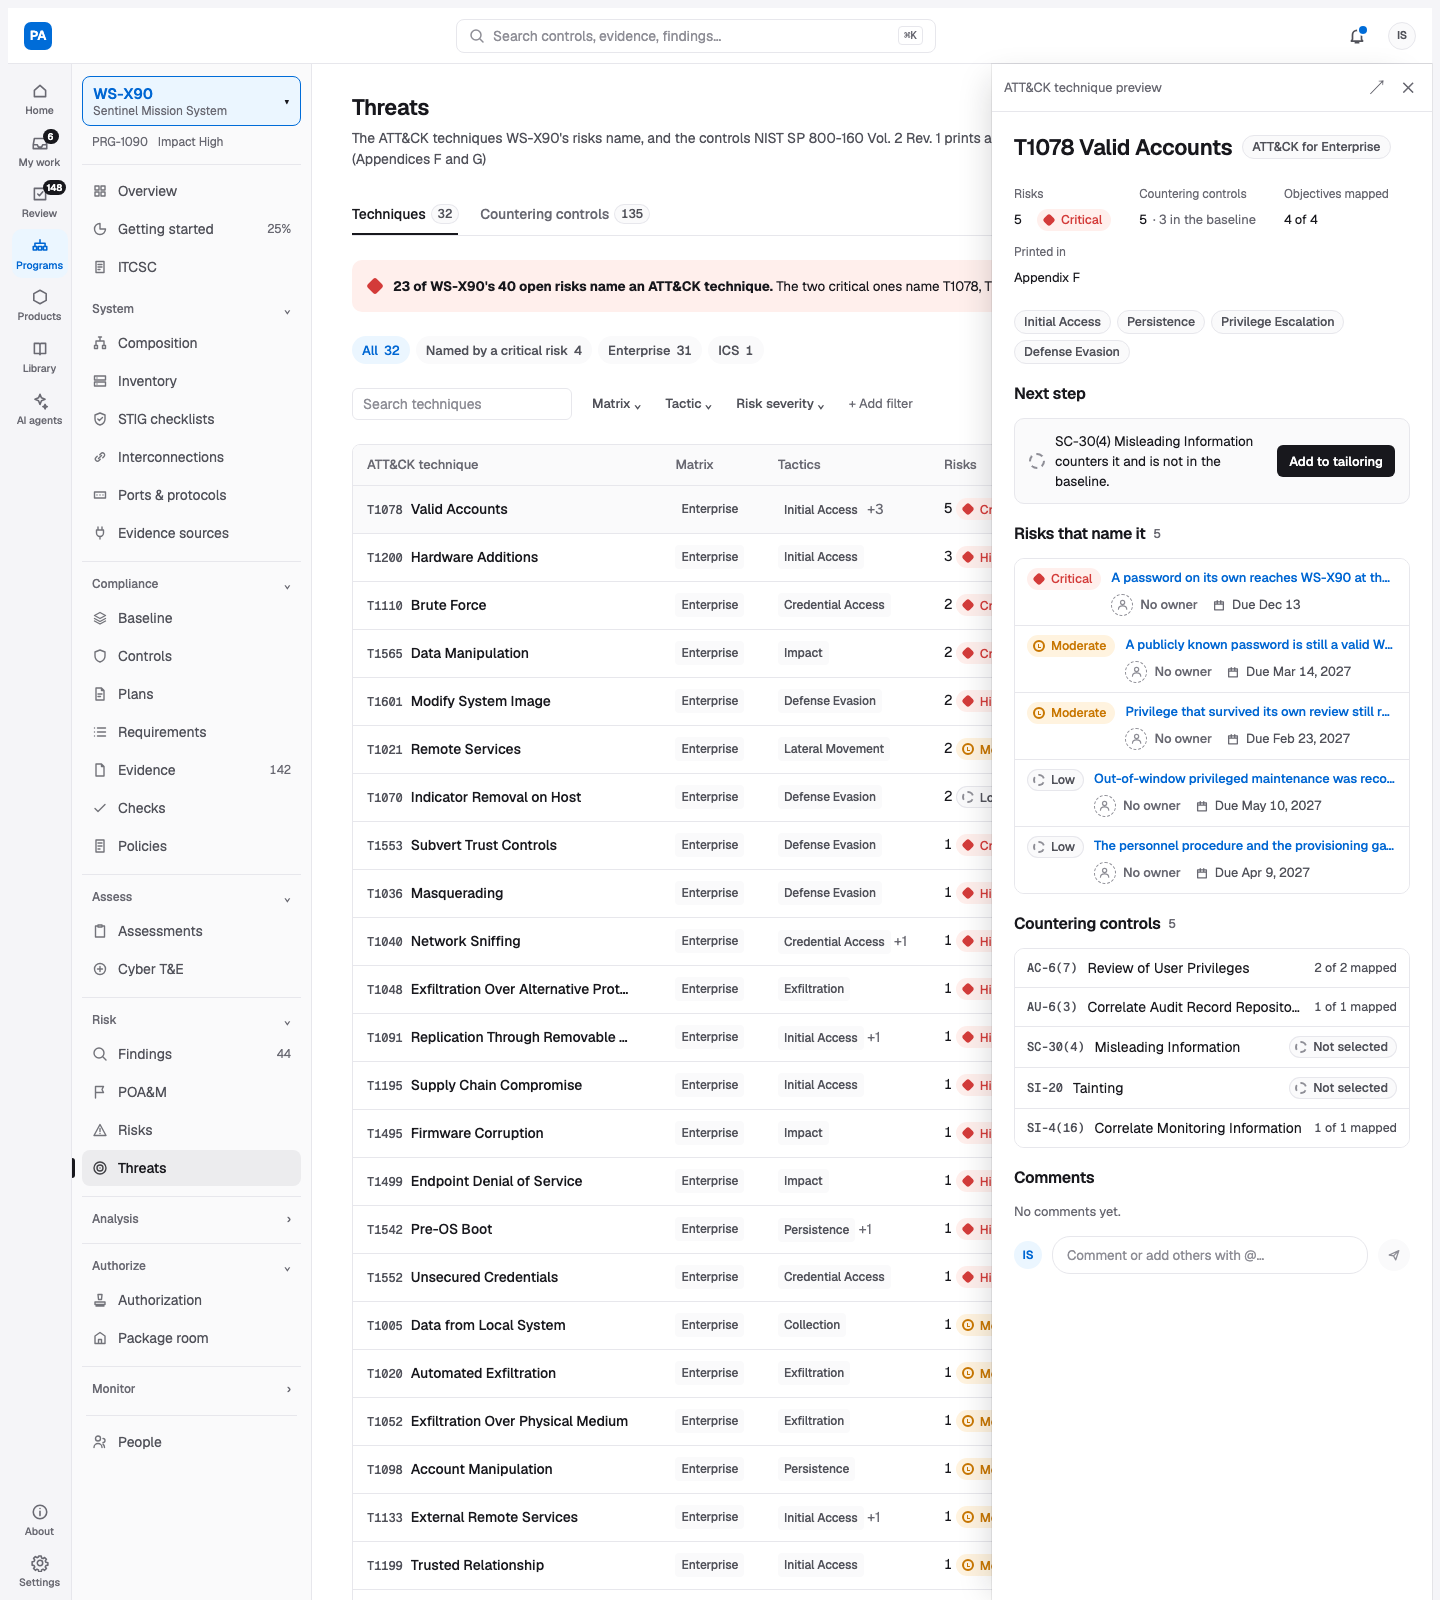 PA
Search controls, evidence, findings...
⌘K
IS
Home
6
My work
148
Review
Programs
Products
Library
AI agents
About
Settings
WS-X90
Sentinel Mission System
PRG-1090 Impact High
Overview
Getting started 25%
ITCSC
System
Composition
Inventory
STIG checklists
Interconnections
Ports & protocols
Evidence sources
Compliance
Baseline
Controls
Plans
Requirements
Evidence 142
Checks
Policies
Assess
Assessments
Cyber T&E
Risk
Findings 44
POA&M
Risks
Threats
Analysis
Authorize
Authorization
Package room
Monitor
People
Threats
The ATT&CK techniques WS-X90's risks name, and the controls NIST SP 800-160 Vol. 2 Rev. 1 prints a
(Appendices F and G)
Techniques 32 Countering controls 135
23 of WS-X90's 40 open risks name an ATT&CK technique. The two critical ones name T1078, T
All 32 Named by a critical risk 4 Enterprise 31 ICS 1
Search techniques Matrix Tactic Risk severity + Add filter
ATT&CK technique Matrix Tactics Risks
T1078 Valid Accounts Enterprise Initial Access +3 5 Cr
T1200 Hardware Additions Enterprise Initial Access 3 Hi
T1110 Brute Force Enterprise Credential Access 2 Cr
T1565 Data Manipulation Enterprise Impact 2 Cr
T1601 Modify System Image Enterprise Defense Evasion 2 Hi
T1021 Remote Services Enterprise Lateral Movement 2 Mo
T1070 Indicator Removal on Host Enterprise Defense Evasion 2 Lo
T1553 Subvert Trust Controls Enterprise Defense Evasion 1 Cr
T1036 Masquerading Enterprise Defense Evasion 1 Hi
T1040 Network Sniffing Enterprise Credential Access +1 1 Hi
T1048 Exfiltration Over Alternative Prot... Enterprise Exfiltration 1 Hi
T1091 Replication Through Removable ... Enterprise Initial Access +1 1 Hi
T1195 Supply Chain Compromise Enterprise Initial Access 1 Hi
T1495 Firmware Corruption Enterprise Impact 1 Hi
T1499 Endpoint Denial of Service Enterprise Impact 1 Hi
T1542 Pre-OS Boot Enterprise Persistence +1 1 Hi
T1552 Unsecured Credentials Enterprise Credential Access 1 Hi
T1005 Data from Local System Enterprise Collection 1 Mo
T1020 Automated Exfiltration Enterprise Exfiltration 1 Mo
T1052 Exfiltration Over Physical Medium Enterprise Exfiltration 1 Mo
T1098 Account Manipulation Enterprise Persistence 1 Mo
T1133 External Remote Services Enterprise Initial Access +1 1 Mo
T1199 Trusted Relationship Enterprise Initial Access 1 Mo
ATT&CK technique preview
T1078 Valid Accounts ATT&CK for Enterprise
Risks Countering controls Objectives mapped
5 Critical 5 · 3 in the baseline 4 of 4
Printed in
Appendix F
Initial Access Persistence Privilege Escalation
Defense Evasion
Next step
SC-30(4) Misleading Information
counters it and is not in the
baseline.
Add to tailoring
Risks that name it 5
Critical A password on its own reaches WS-X90 at th...
No owner Due Dec 13
Moderate A publicly known password is still a valid W...
No owner Due Mar 14, 2027
Moderate Privilege that survived its own review still r...
No owner Due Feb 23, 2027
Low Out-of-window privileged maintenance was reco...
No owner Due May 10, 2027
Low The personnel procedure and the provisioning ga...
No owner Due Apr 9, 2027
Countering controls 5
AC-6(7) Review of User Privileges 2 of 2 mapped
AU-6(3) Correlate Audit Record Reposito... 1 of 1 mapped
SC-30(4) Misleading Information Not selected
SI-20 Tainting Not selected
SI-4(16) Correlate Monitoring Information 1 of 1 mapped
Comments
No comments yet.
IS Comment or add others with @...